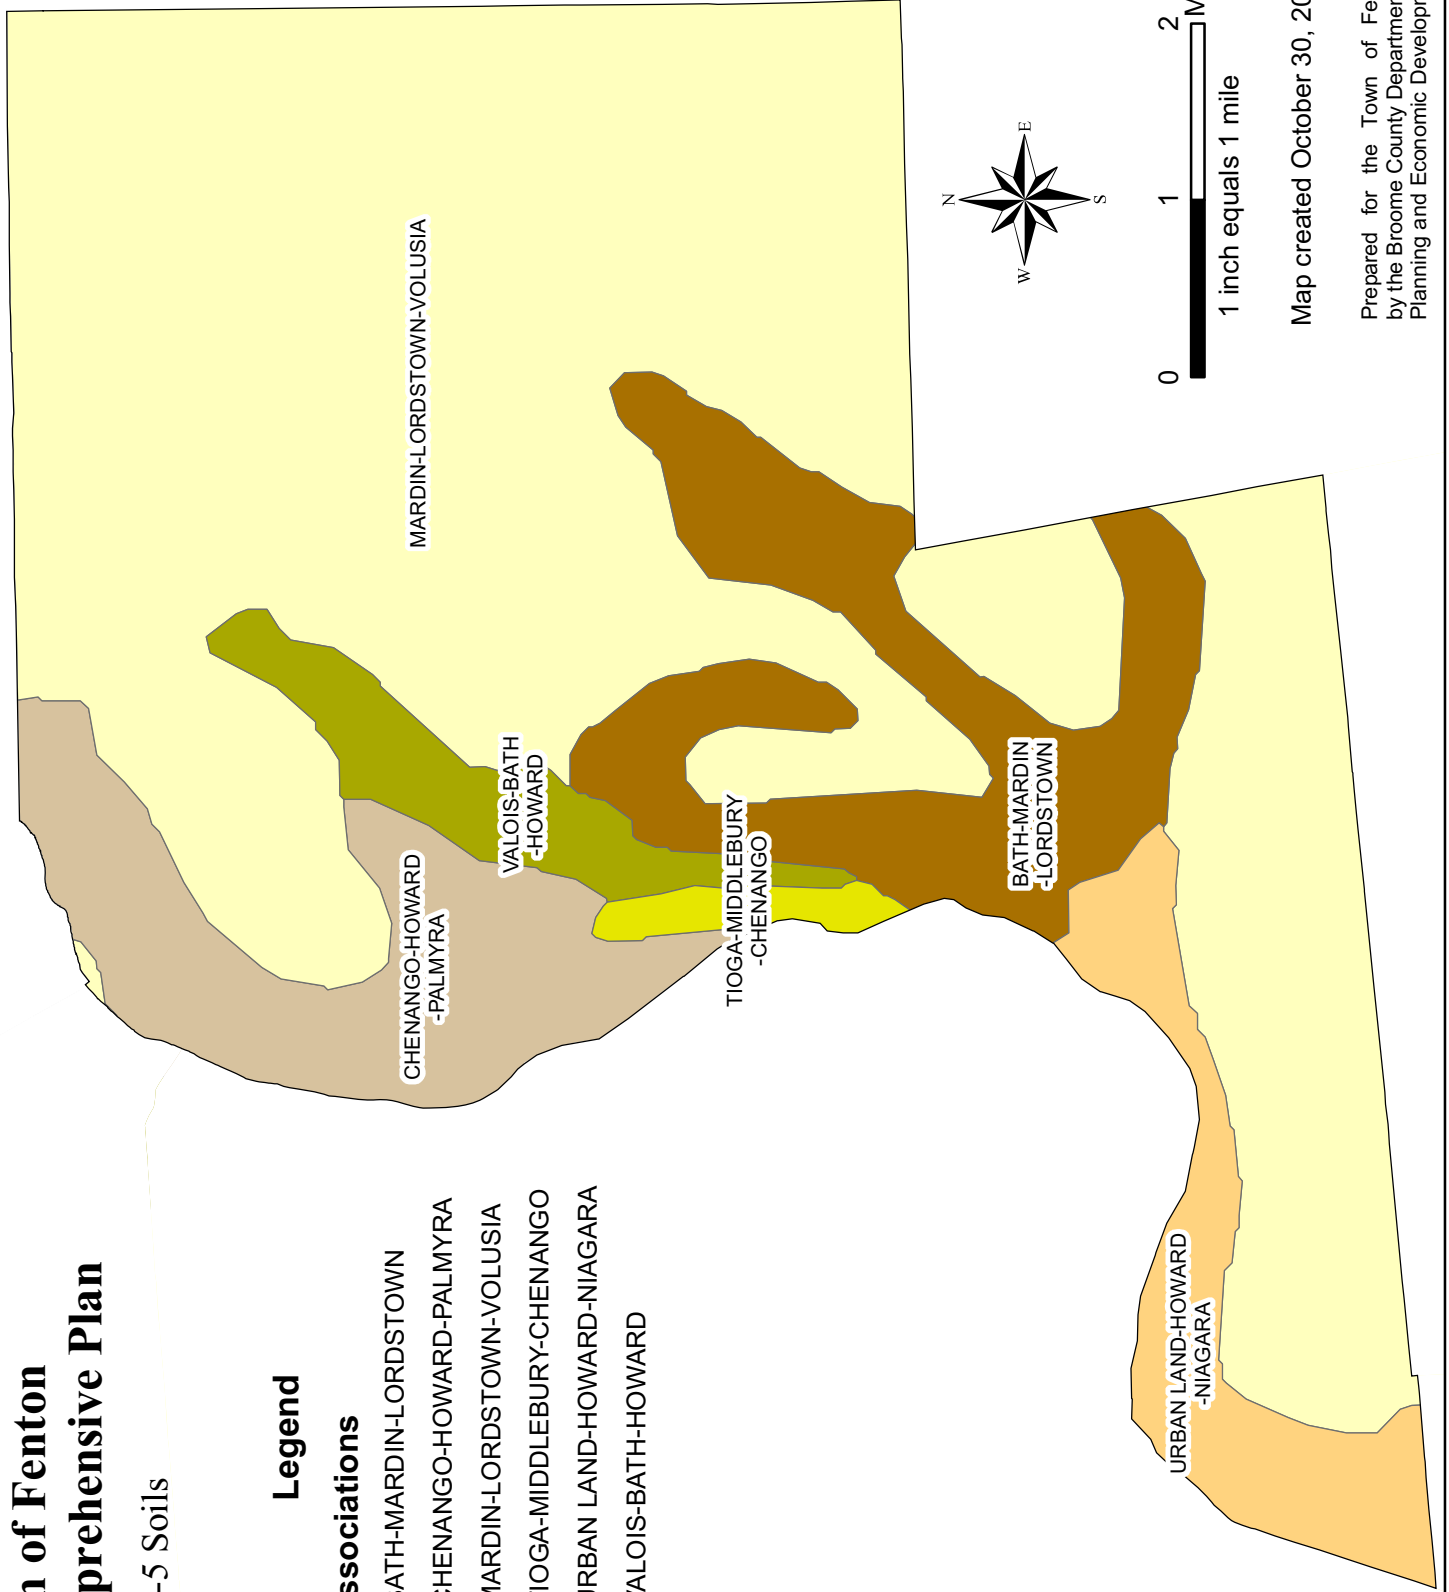 n of Fenton
prehensive Plan
-5 Soils
Legend
ssociations
ATH-MARDIN-LORDSTOWN
CHENANGO-HOWARD-PALMYRA
MARDIN-LORDSTOWN-VOLUSIA
TIOGA-MIDDLEBURY-CHENANGO
URBAN LAND-HOWARD-NIAGARA
VALOIS-BATH-HOWARD
MARDIN-LORDSTOWN-VOLUSIA
VALOIS-BATH
-HOWARD
CHENANGO-HOWARD
-PALMYRA
TIOGA-MIDDLEBURY
-CHENANGO
BATH-MARDIN
-LORDSTOWN
URBAN LAND-HOWARD
-NIAGARA
N
W
E
S
0 1 2
M
1 inch equals 1 mile
Map created October 30, 20
Prepared for the Town of Fe
by the Broome County Departmen
Planning and Economic Developm